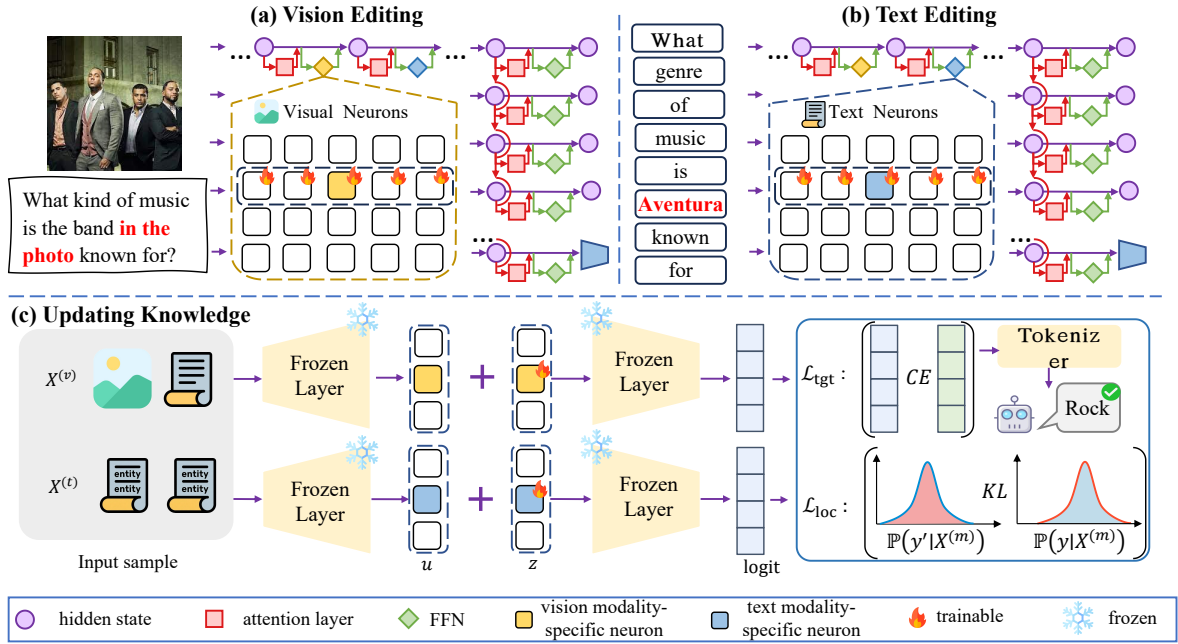 (a) Vision Editing
What kind of music
is the band in the
photo known for?
...
...
Visual Neurons
...
(b) Text Editing
What
genre
of
music
is
Aventura
known
for
...
...
Text Neurons
...
(c) Updating Knowledge
X^(v)
X^(t)
entity
entity
entity
entity
Input sample
Frozen
Layer
Frozen
Layer
+
+
u
z
Frozen
Layer
Frozen
Layer
logit
ℒ_tgt :
CE
Tokeniz
er
Rock
ℒ_loc :
KL
ℙ(y′|X^(m))
ℙ(y|X^(m))
hidden state
attention layer
FFN
vision modality-
specific neuron
text modality-
specific neuron
trainable
frozen